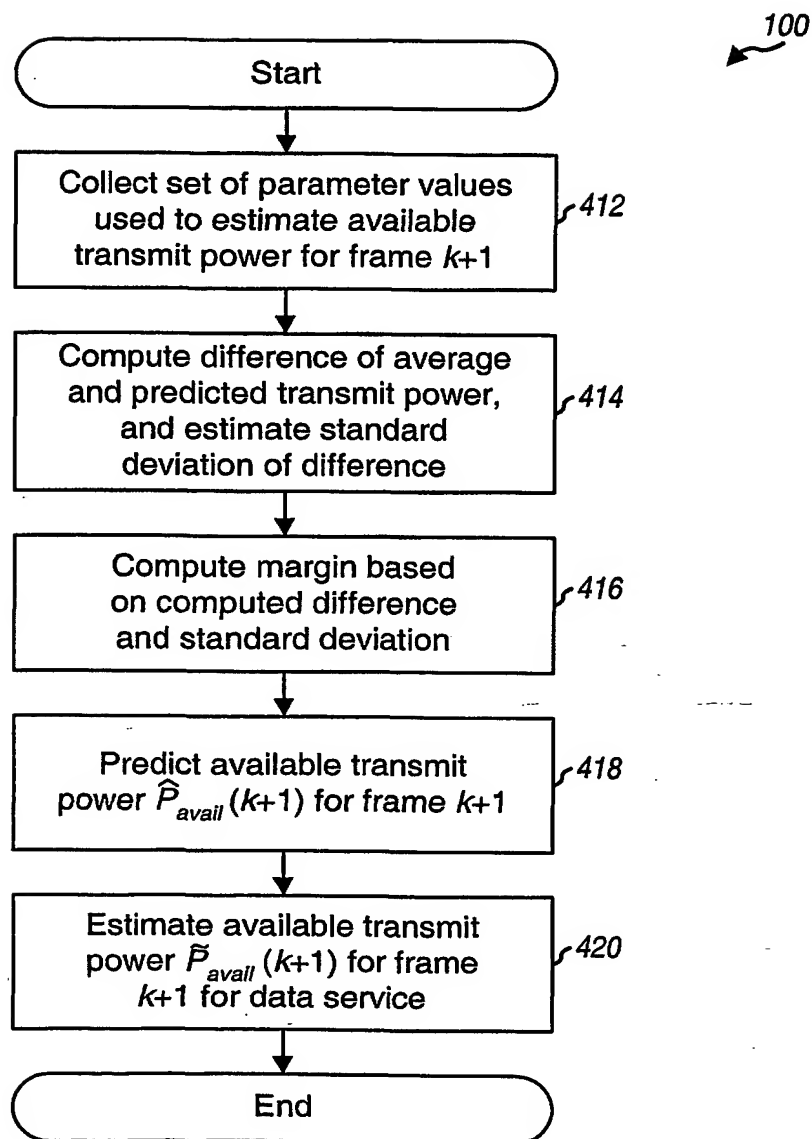 100
Start
Collect set of parameter values
used to estimate available
transmit power for frame k+1
412
Compute difference of average
and predicted transmit power,
and estimate standard
deviation of difference
414
Compute margin based
on computed difference
and standard deviation
416
Predict available transmit
power P̂avail (k+1) for frame k+1
418
Estimate available transmit
power P̃avail (k+1) for frame
k+1 for data service
420
End